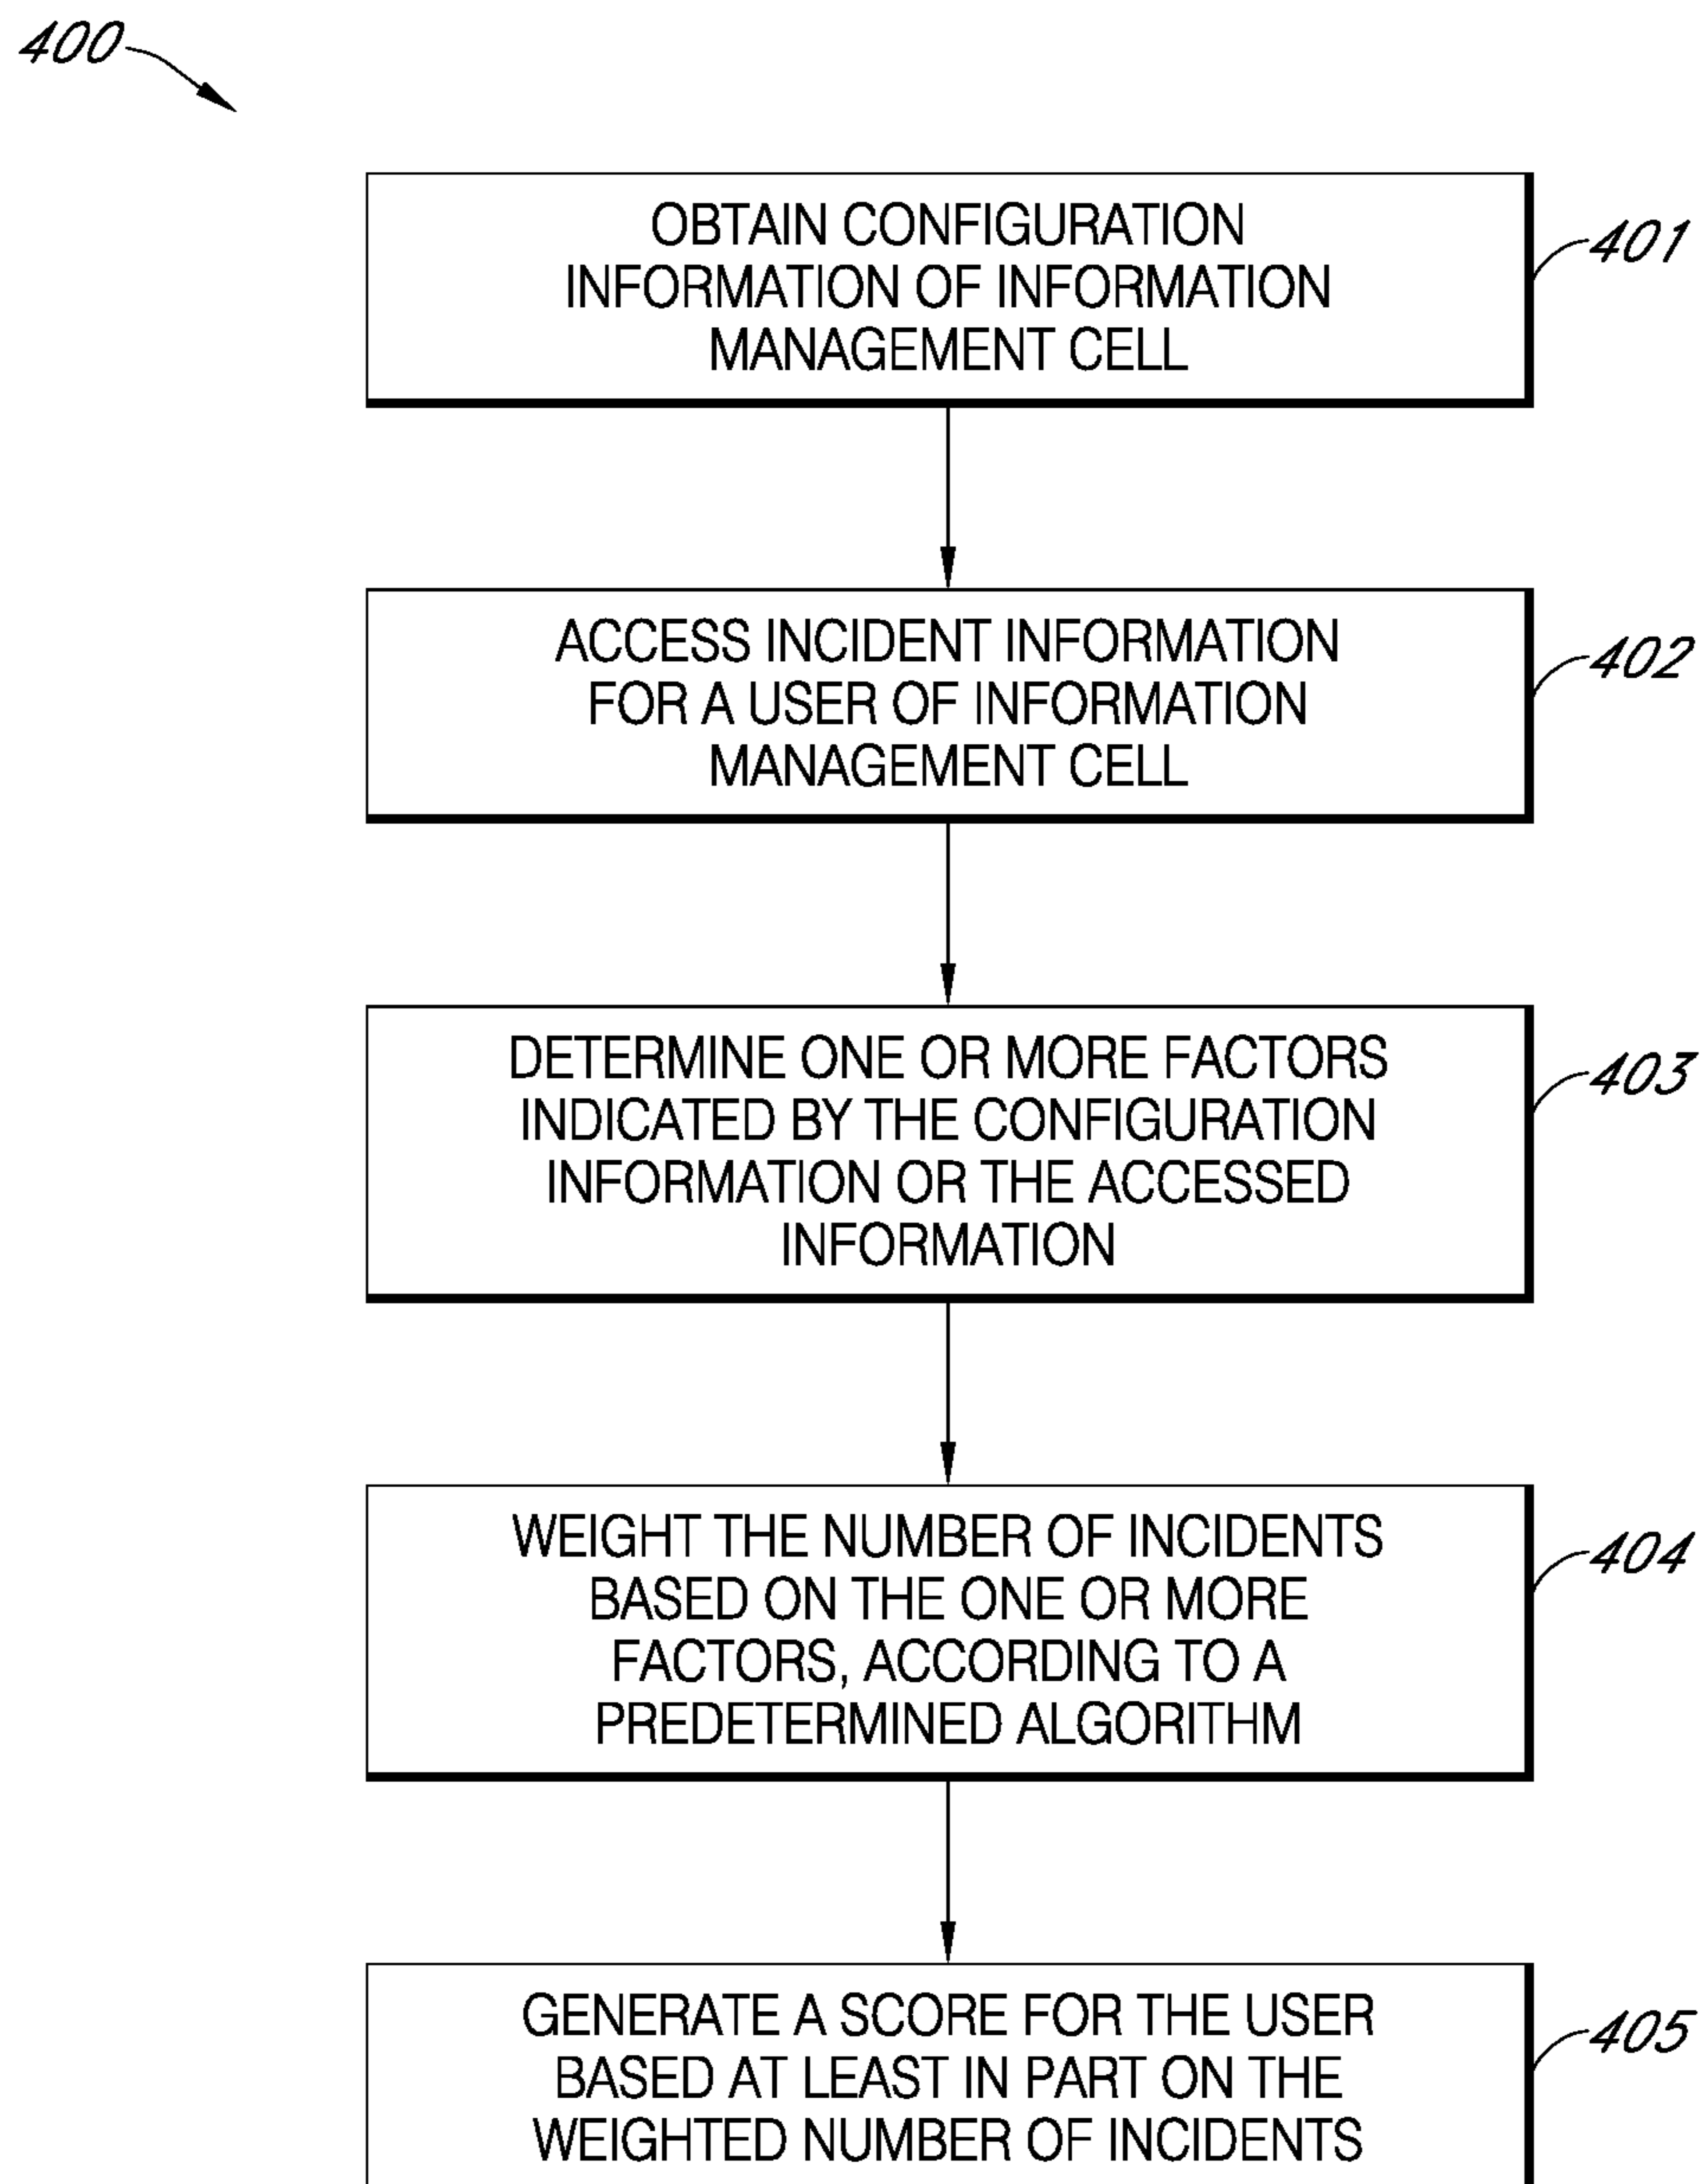 400
OBTAIN CONFIGURATION
INFORMATION OF INFORMATION
MANAGEMENT CELL
401
ACCESS INCIDENT INFORMATION
FOR A USER OF INFORMATION
MANAGEMENT CELL
402
DETERMINE ONE OR MORE FACTORS
INDICATED BY THE CONFIGURATION
INFORMATION OR THE ACCESSED
INFORMATION
403
WEIGHT THE NUMBER OF INCIDENTS
BASED ON THE ONE OR MORE
FACTORS, ACCORDING TO A
PREDETERMINED ALGORITHM
404
GENERATE A SCORE FOR THE USER
BASED AT LEAST IN PART ON THE
WEIGHTED NUMBER OF INCIDENTS
405